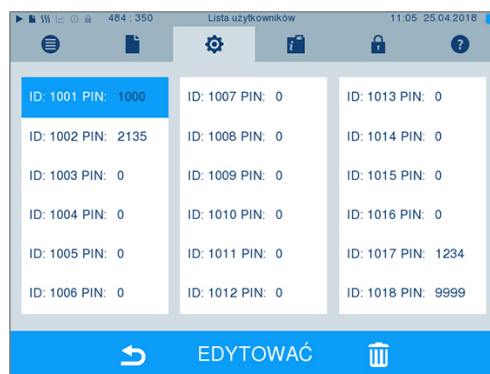 484 : 350 Lista użytkowników 11:05 25.04.2018
ID: 1001 PIN: 1000
ID: 1002 PIN: 2135
ID: 1003 PIN: 0
ID: 1004 PIN: 0
ID: 1005 PIN: 0
ID: 1006 PIN: 0
ID: 1007 PIN: 0
ID: 1008 PIN: 0
ID: 1009 PIN: 0
ID: 1010 PIN: 0
ID: 1011 PIN: 0
ID: 1012 PIN: 0
ID: 1013 PIN: 0
ID: 1014 PIN: 0
ID: 1015 PIN: 0
ID: 1016 PIN: 0
ID: 1017 PIN: 1234
ID: 1018 PIN: 9999
EDYTOWAĆ